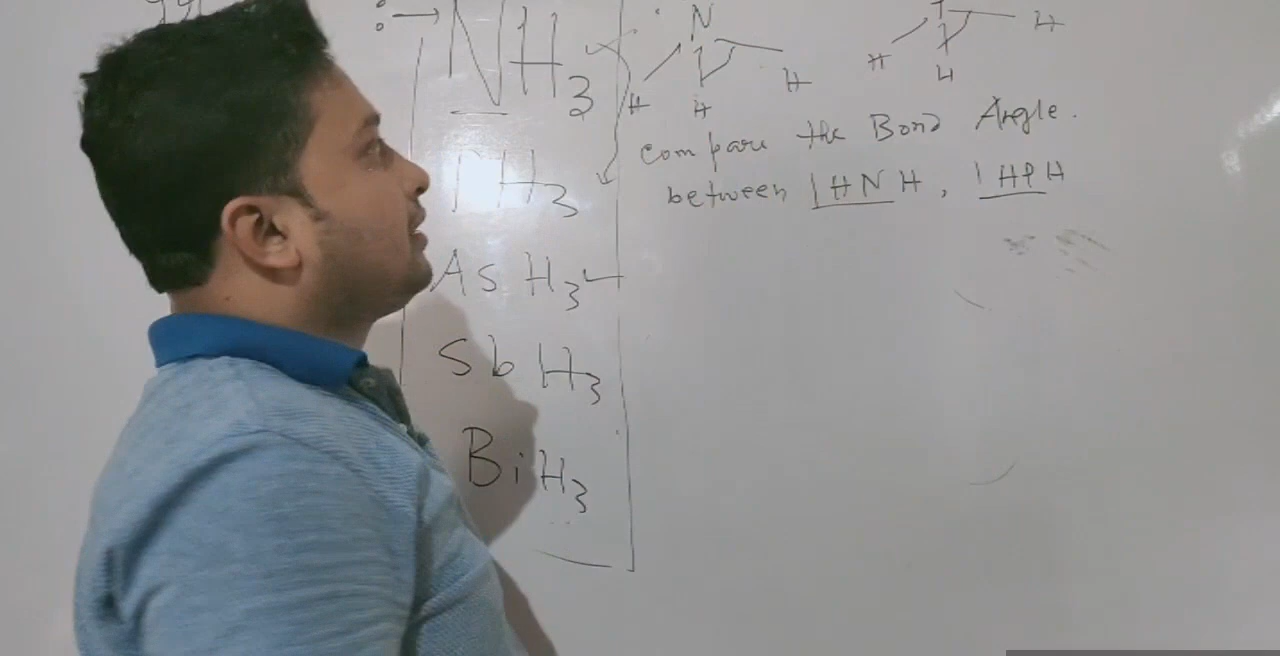 NH3
PH3
AsH3
SbH3
BiH3
N
H H H
H H H
Compare the Bond Angle.
between HNH, HPH